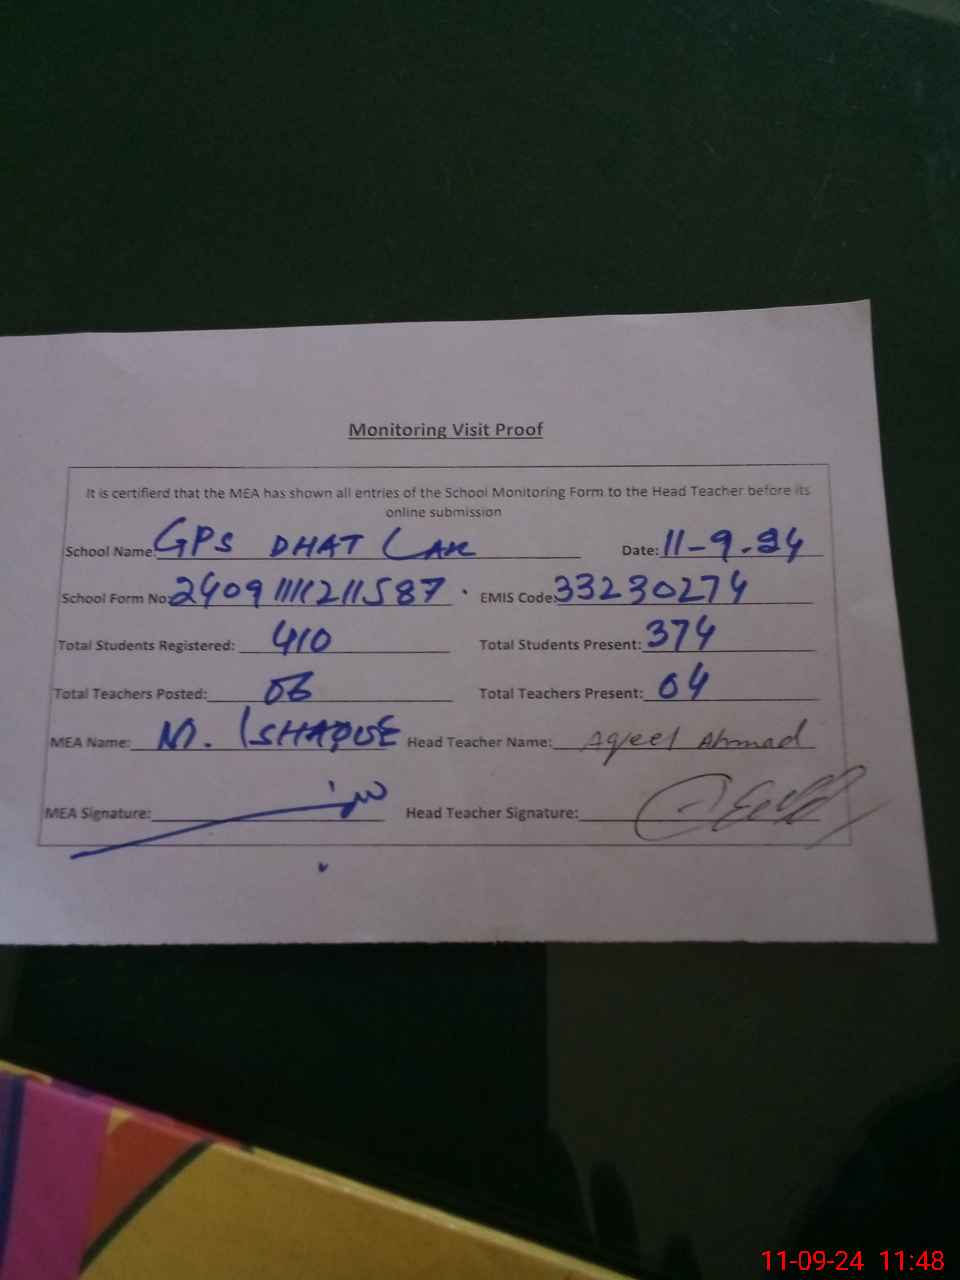 Monitoring Visit Proof
It is certifierd that the MEA has shown all entries of the School Monitoring Form to the Head Teacher before its
online submission
School Name: GPS DHAT LAK Date: 11-9-24
School Form No: 2409111111211587 EMIS Code: 33230274
Total Students Registered: 410 Total Students Present: 374
Total Teachers Posted: 06 Total Teachers Present: 04
MEA Name: M. ISHAQUE Head Teacher Name: Aqeel Ahmad
MEA Signature: Head Teacher Signature:
11-09-24 11:48